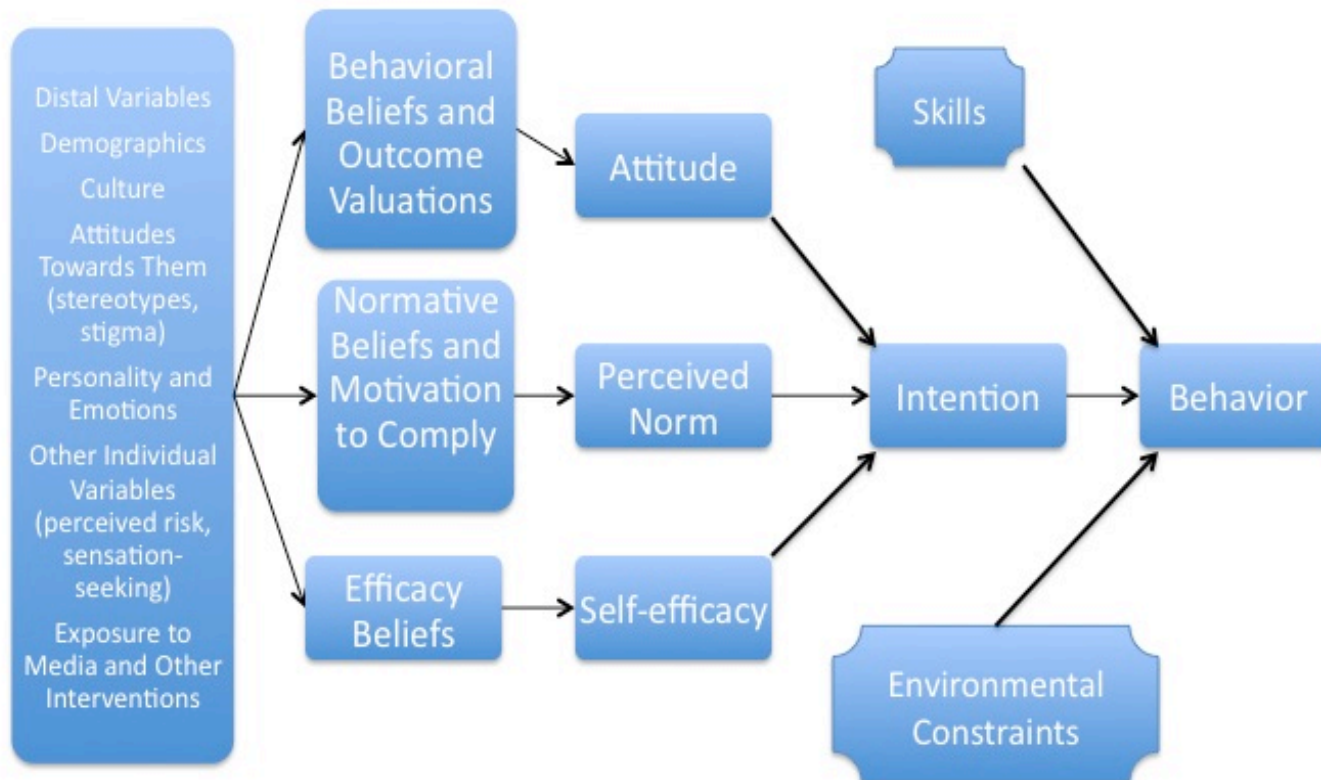 Distal Variables
Demographics
Culture
Attitudes
Towards Them
(stereotypes,
stigma)
Personality and
Emotions
Other Individual
Variables
(perceived risk,
sensation-
seeking)
Exposure to
Media and Other
Interventions
Behavioral
Beliefs and
Outcome
Valuations
Normative
Beliefs and
Motivation
to Comply
Efficacy
Beliefs
Attitude
Perceived
Norm
Self-efficacy
Intention
Skills
Behavior
Environmental
Constraints